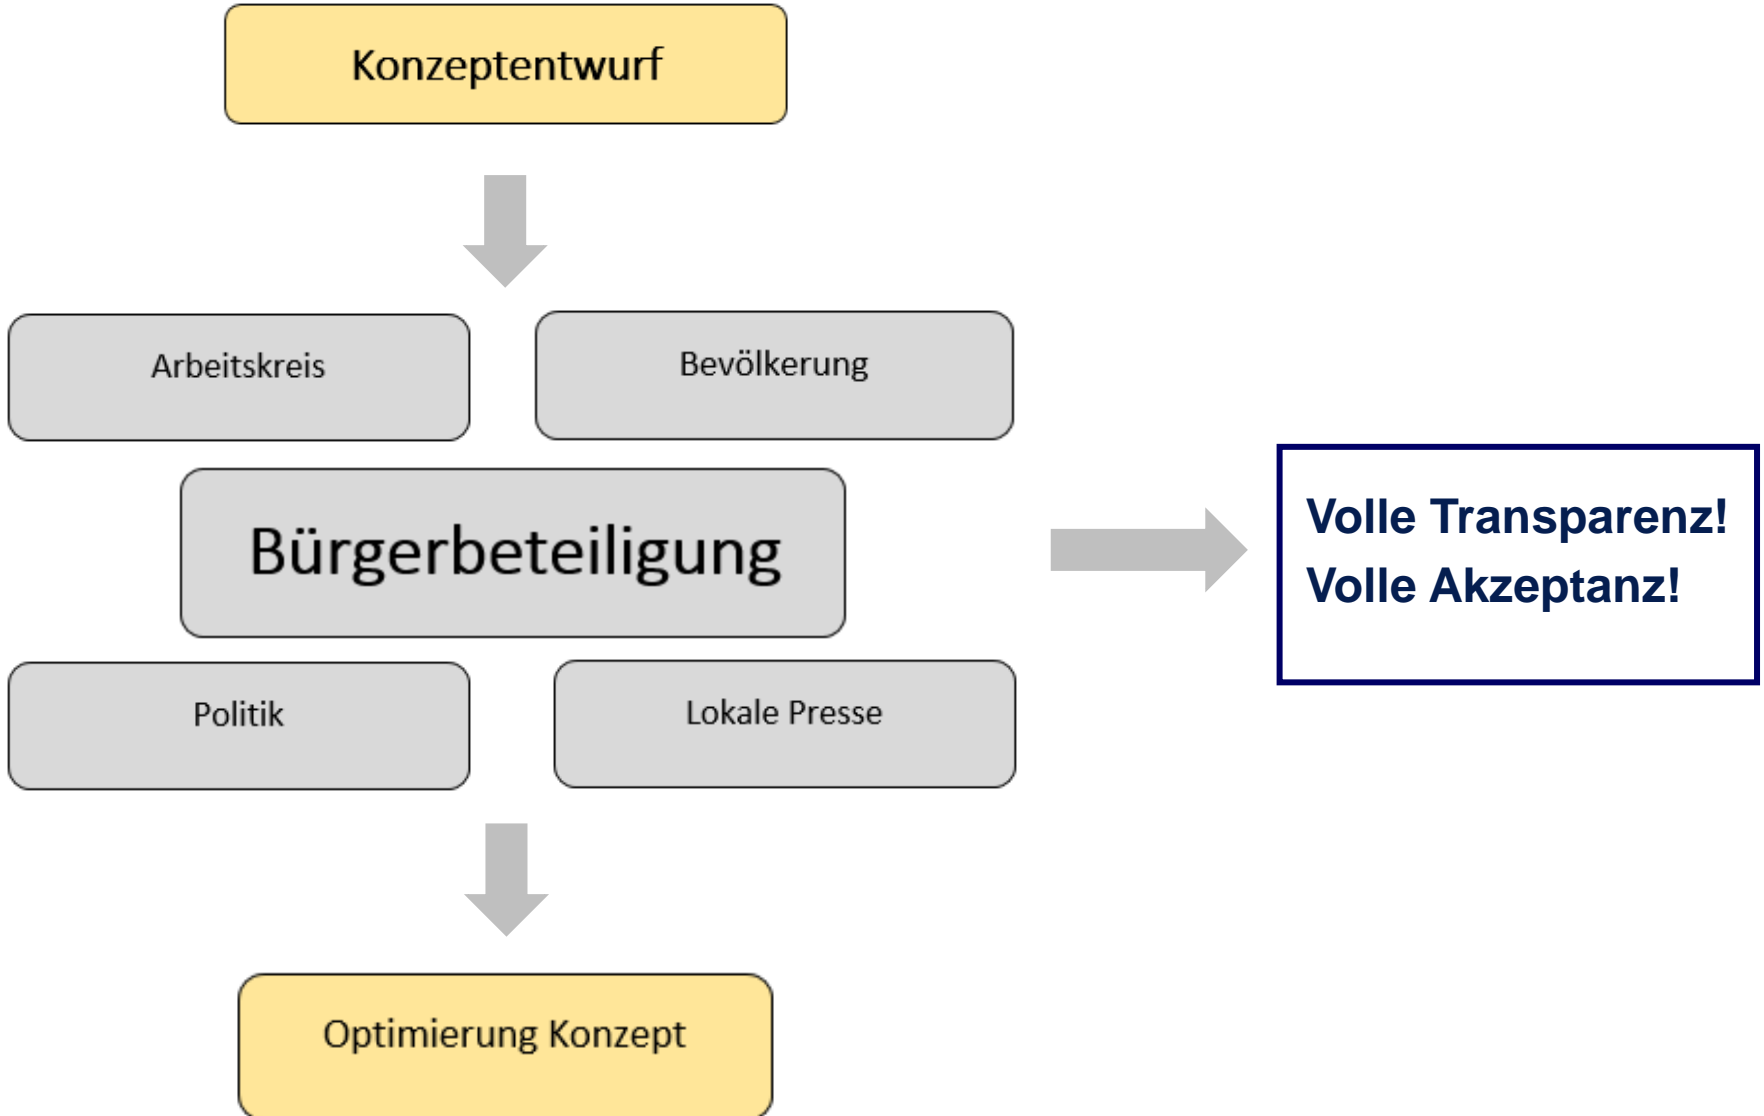 Konzeptentwurf
Arbeitskreis
Bevölkerung
Bürgerbeteiligung
Volle Transparenz!
Volle Akzeptanz!
Politik
Lokale Presse
Optimierung Konzept